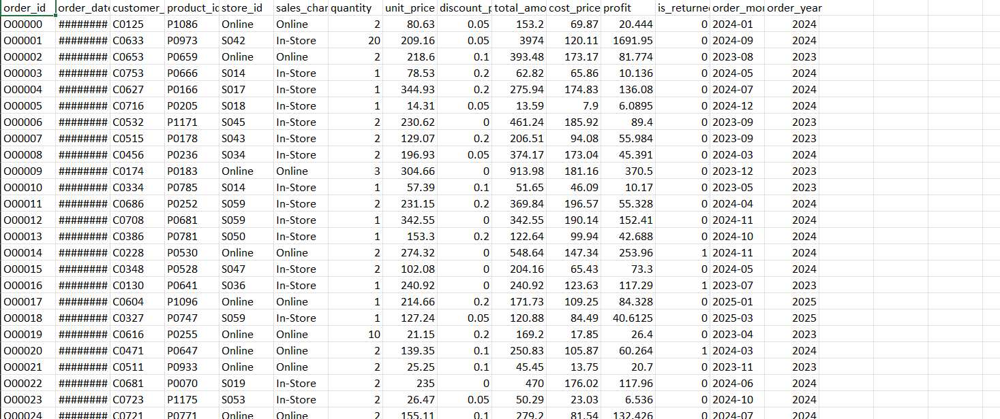 order_id order_date customer_ product_id store_id sales_char quantity unit_price discount_p total_amo cost_price profit is_returne order_mo order_year
O00000 ######## C0125 P1086 Online Online 2 80.63 0.05 153.2 69.87 20.444 0 2024-01 2024
O00001 ######## C0633 P0973 S042 In-Store 20 209.16 0.05 3974 120.11 1691.95 0 2024-09 2024
O00002 ######## C0653 P0659 Online Online 2 218.6 0.1 393.48 173.17 81.774 0 2023-08 2023
O00003 ######## C0753 P0666 S014 In-Store 1 78.53 0.2 62.82 65.86 10.136 0 2024-05 2024
O00004 ######## C0627 P0166 S017 In-Store 1 344.93 0.2 275.94 174.83 136.08 0 2024-07 2024
O00005 ######## C0716 P0205 S018 In-Store 1 14.31 0.05 13.59 7.9 6.0895 0 2024-12 2024
O00006 ######## C0532 P1171 S045 In-Store 2 230.62 0 461.24 185.92 89.4 0 2023-09 2023
O00007 ######## C0515 P0178 S043 In-Store 2 129.07 0.2 206.51 94.08 55.984 0 2023-09 2023
O00008 ######## C0456 P0236 S034 In-Store 2 196.93 0.05 374.17 173.04 45.391 0 2024-03 2024
O00009 ######## C0174 P0183 Online Online 3 304.66 0 913.98 181.16 370.5 0 2023-12 2023
O00010 ######## C0334 P0785 S014 In-Store 1 57.39 0.1 51.65 46.09 10.17 0 2023-05 2023
O00011 ######## C0686 P0252 S059 In-Store 2 231.15 0.2 369.84 196.57 55.328 0 2024-04 2024
O00012 ######## C0708 P0681 S059 In-Store 1 342.55 0 342.55 190.14 152.41 0 2024-11 2024
O00013 ######## C0386 P0781 S050 In-Store 1 153.3 0.2 122.64 99.94 42.688 0 2024-10 2024
O00014 ######## C0228 P0530 Online Online 2 274.32 0 548.64 147.34 253.96 1 2024-11 2024
O00015 ######## C0348 P0528 S047 In-Store 2 102.08 0 204.16 65.43 73.3 0 2024-05 2024
O00016 ######## C0130 P0641 S036 In-Store 1 240.92 0 240.92 123.63 117.29 1 2023-07 2023
O00017 ######## C0604 P1096 Online Online 1 214.66 0.2 171.73 109.25 84.328 0 2025-01 2025
O00018 ######## C0327 P0747 S059 In-Store 1 127.24 0.05 120.88 84.49 40.6125 0 2025-03 2025
O00019 ######## C0616 P0255 Online Online 10 21.15 0.2 169.2 17.85 26.4 0 2023-04 2023
O00020 ######## C0471 P0647 Online Online 2 139.35 0.1 250.83 105.87 60.264 1 2024-03 2024
O00021 ######## C0511 P0933 Online Online 2 25.25 0.1 45.45 13.75 20.7 0 2023-11 2023
O00022 ######## C0681 P0070 S019 In-Store 2 235 0 470 176.02 117.96 0 2024-06 2024
O00023 ######## C0723 P1175 S053 In-Store 2 26.47 0.05 50.29 23.03 6.536 0 2024-10 2024
O00024 ######## C0721 P0771 Online Online 2 155.11 0.1 279.2 81.54 132.426 0 2024-07 2024